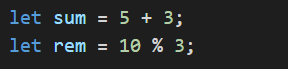 let sum = 5 + 3;
let rem = 10 % 3;